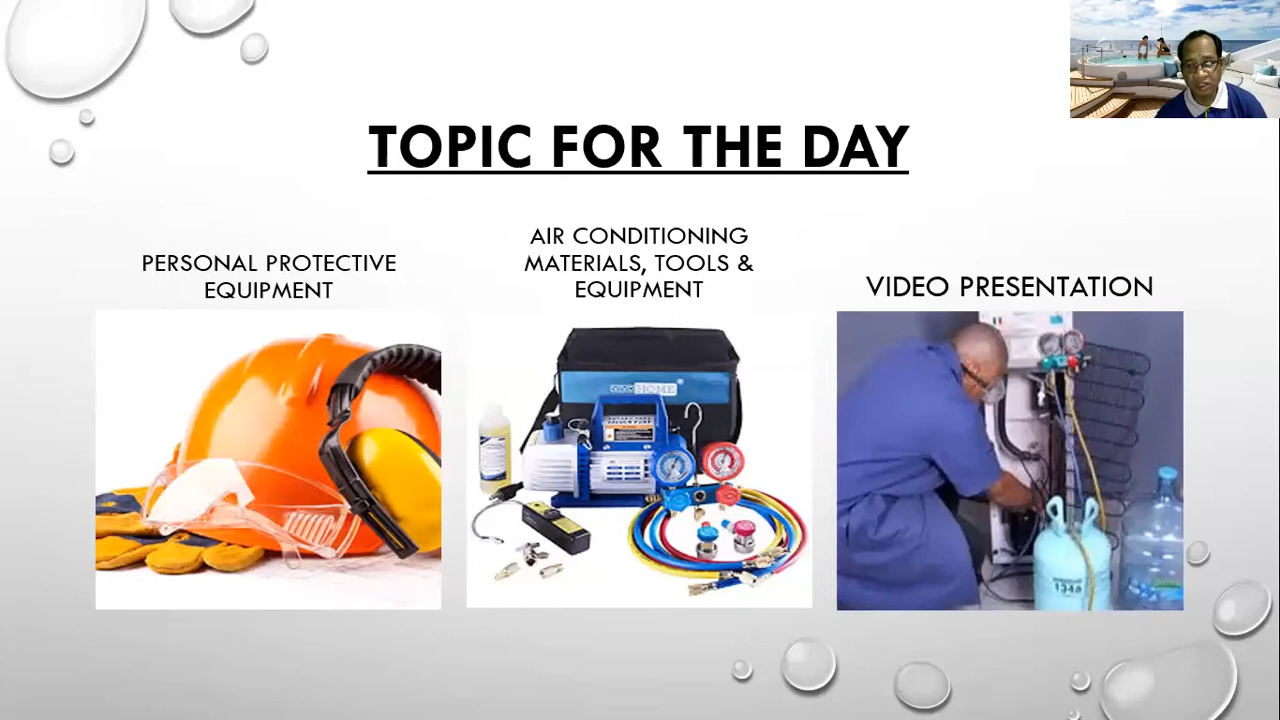 TOPIC FOR THE DAY
PERSONAL PROTECTIVE
EQUIPMENT
AIR CONDITIONING
MATERIALS, TOOLS &
EQUIPMENT
VIDEO PRESENTATION
134a